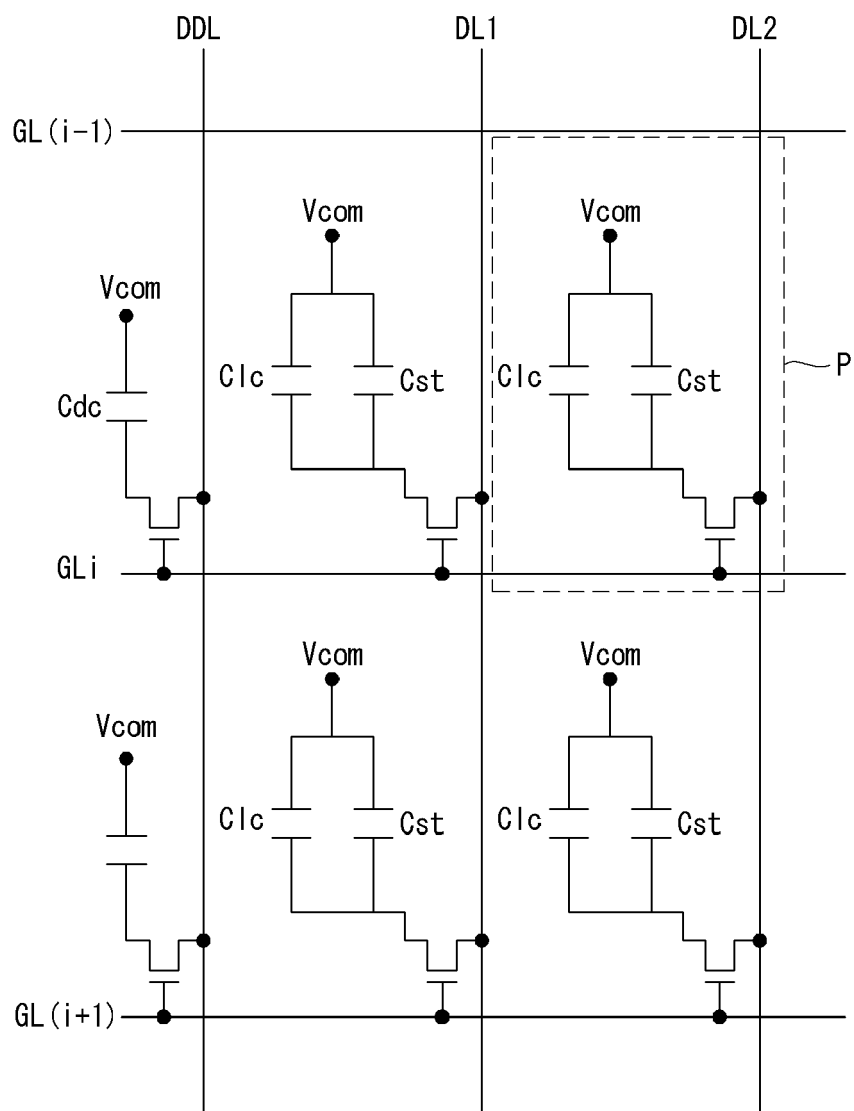 DDL DL1 DL2
GL(i-1)
Vcom Vcom
Vcom
Clc Cst Clc Cst P
Cdc
GLi
Vcom Vcom
Vcom
Clc Cst Clc Cst
GL(i+1)